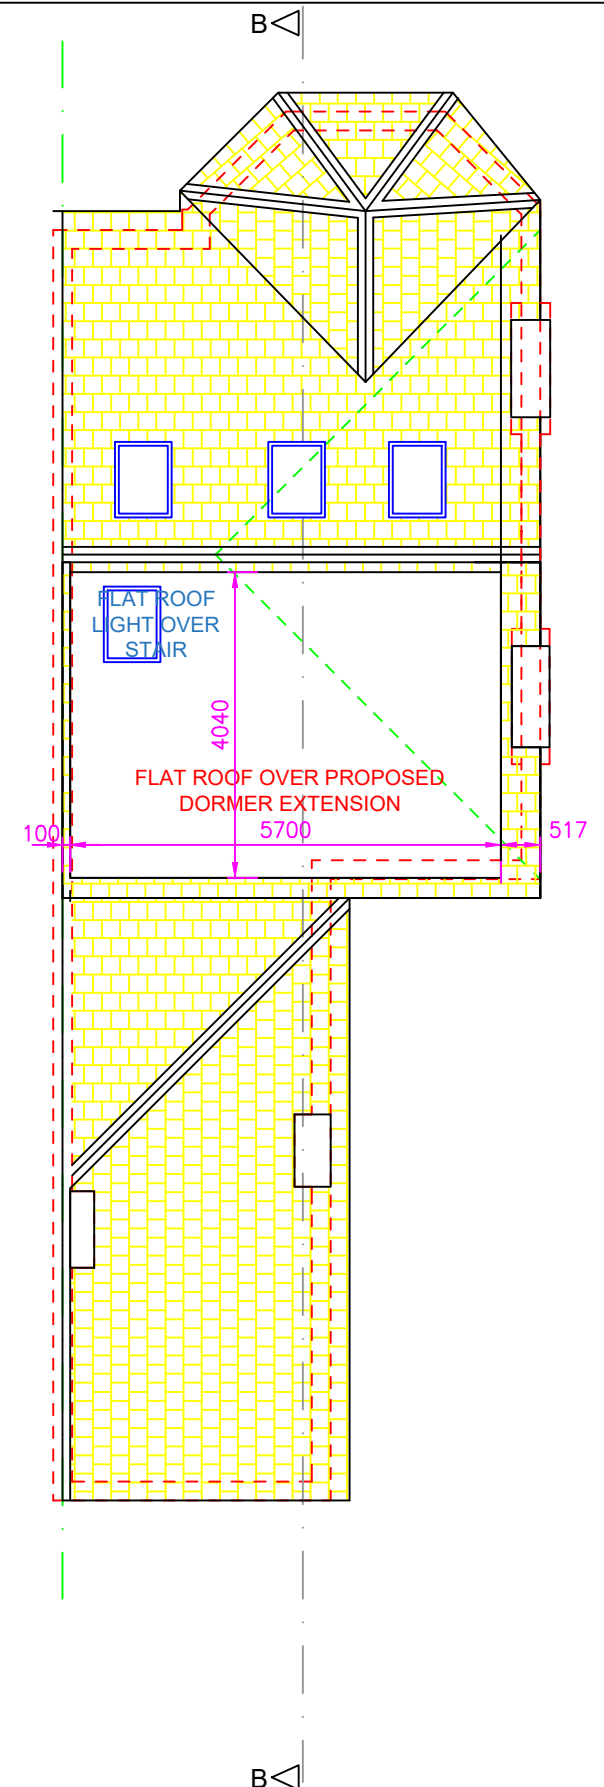 B
FLAT ROOF
LIGHT OVER
STAIR
4040
FLAT ROOF OVER PROPOSED
DORMER EXTENSION
100
5700
517
B